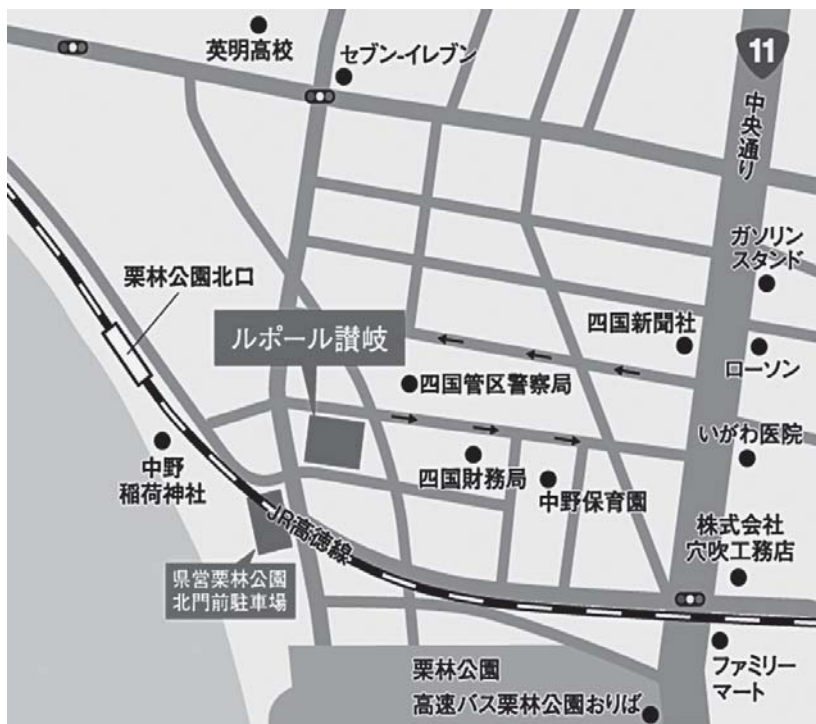 英明高校
セブン-イレブン
11
中央通り
ガソリン
スタンド
栗林公園北口
ルポール讃岐
四国新聞社
ローソン
四国管区警察局
いがわ医院
中野
稲荷神社
四国財務局
中野保育園
JR高徳線
株式会社
穴吹工務店
県営栗林公園
北門前駐車場
栗林公園
高速バス栗林公園おりば
ファミリー
マート